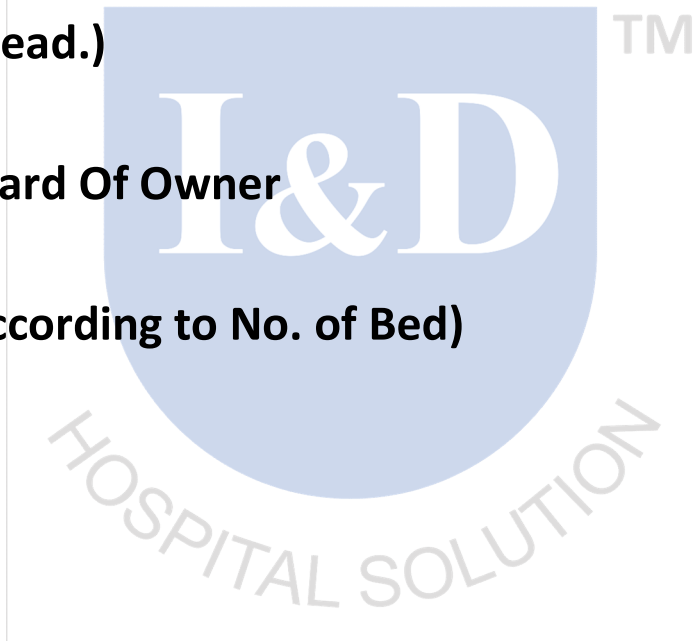 ead.)
TM
I&D
ard Of Owner
ccording to No. of Bed)
HOSPITAL SOLUTION